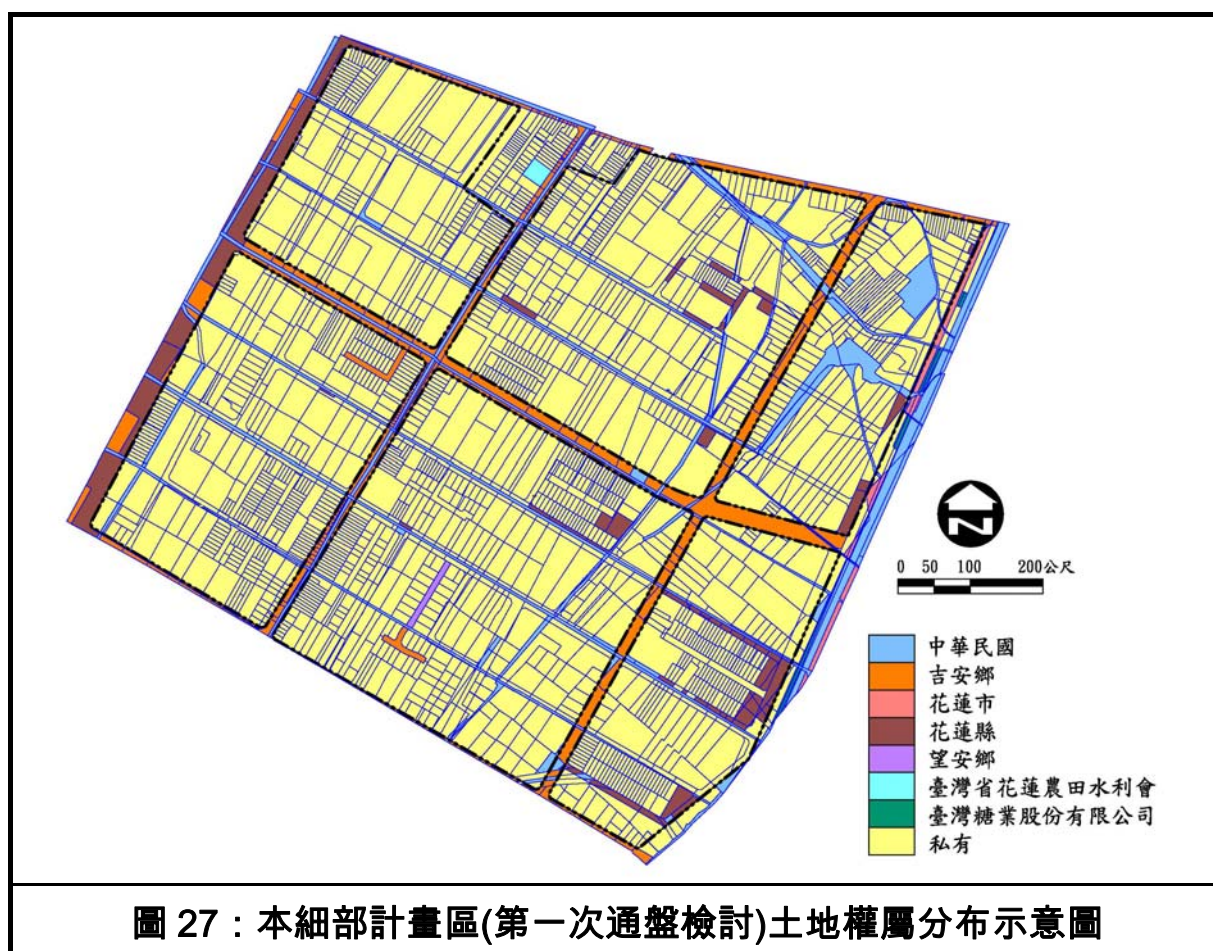 N
0 50 100 200公尺
中華民國
吉安鄉
花蓮市
花蓮縣
望安鄉
臺灣省花蓮農田水利會
臺灣糖業股份有限公司
私有
圖 27：本細部計畫區(第一次通盤檢討)土地權屬分布示意圖